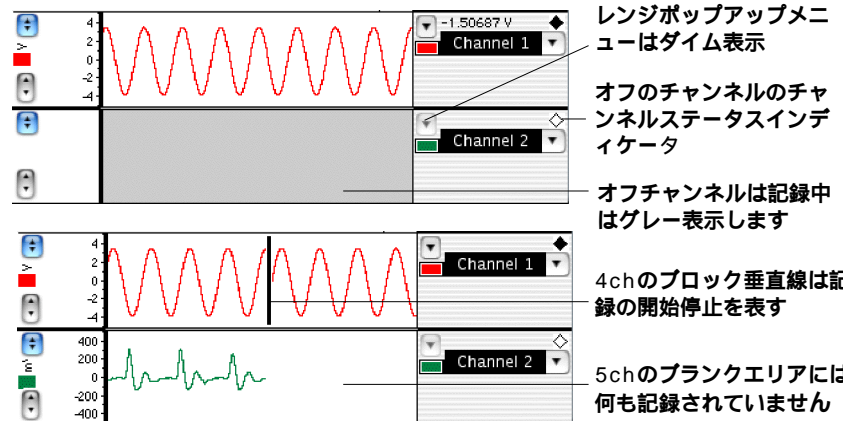 4
2
0
-2
-4
V
-1.50687 V
Channel 1
Channel 2
レンジポップアップメニ
ューはダイム表示
オフのチャンネルのチャ
ンネルステータスインデ
ィケータ
オフチャンネルは記録中
はグレー表示します
4
2
0
-2
-4
V
Channel 1
400
200
0
-200
-400
Channel 2
4chのブロック垂直線は記
録の開始停止を表す
5chのブランクエリアには
何も記録されていません